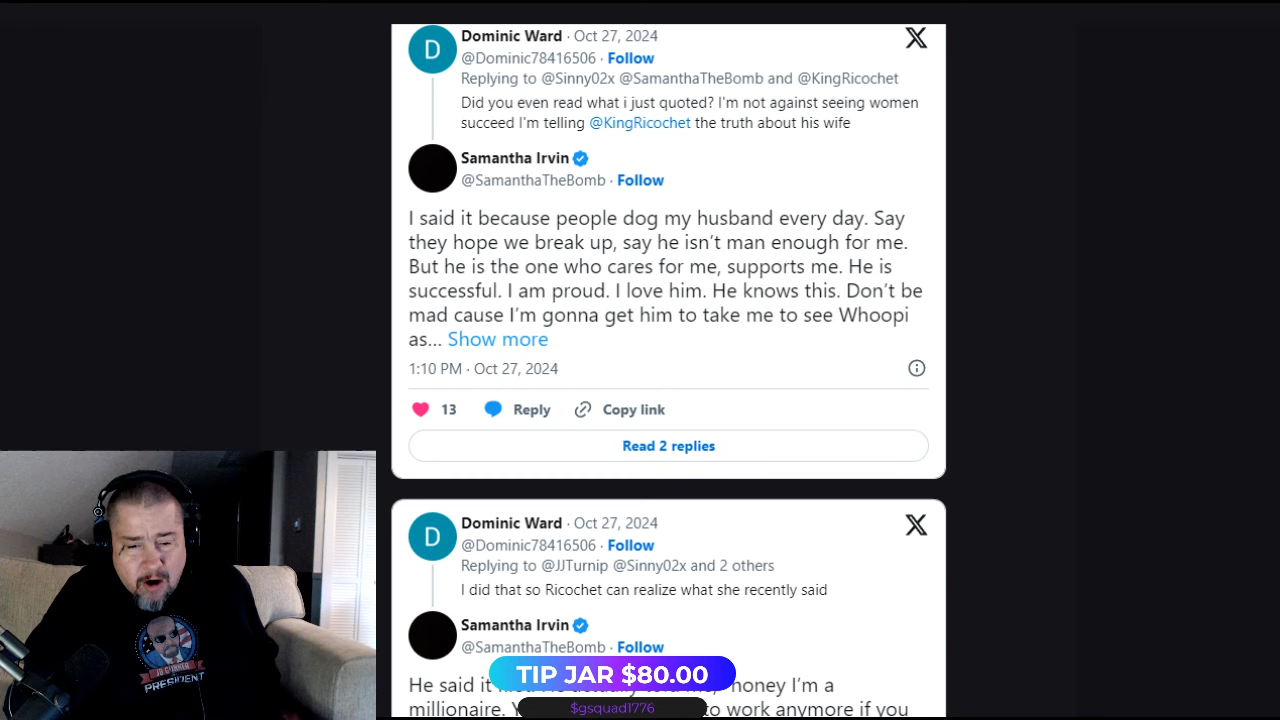 Dominic Ward · Oct 27, 2024
@Dominic78416506 · Follow
Replying to @Sinny02x @SamanthaTheBomb and @KingRicochet
Did you even read what i just quoted? I'm not against seeing women
succeed I'm telling @KingRicochet the truth about his wife
Samantha Irvin
@SamanthaTheBomb · Follow
I said it because people dog my husband every day. Say
they hope we break up, say he isn't man enough for me.
But he is the one who cares for me, supports me. He is
successful. I am proud. I love him. He knows this. Don't be
mad cause I'm gonna get him to take me to see Whoopi
as... Show more
1:10 PM · Oct 27, 2024
13 Reply Copy link
Read 2 replies
D
Dominic Ward · Oct 27, 2024
@Dominic78416506 · Follow
Replying to @JJTurnip @Sinny02x and 2 others
I did that so Ricochet can realize what she recently said
D
Samantha Irvin
@SamanthaTheBomb · Follow
He said it honey I'm a
millionaire. to work anymore if you
TIP JAR $80.00
$gsquad1776
PRESIDENT